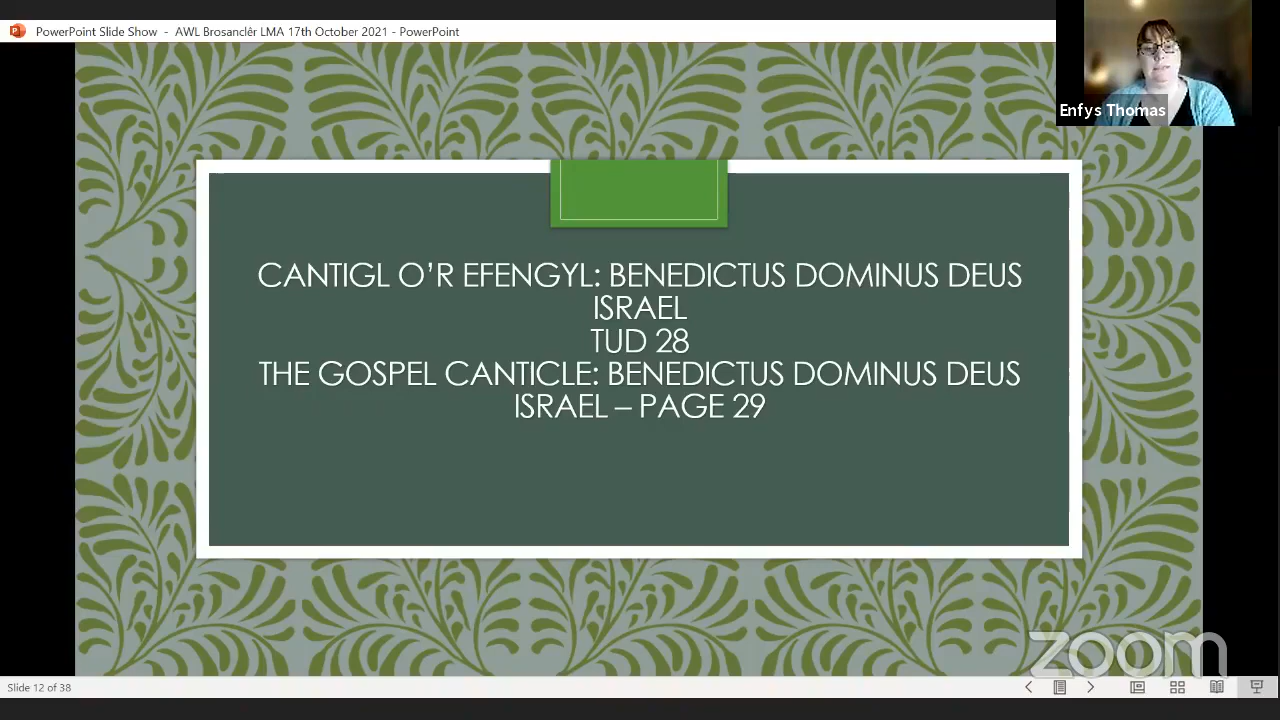 PowerPoint Slide Show - AWL Brosanclêr LMA 17th October 2021 - PowerPoint
Enfys Thomas
CANTIGL O’R EFENGYL: BENEDICTUS DOMINUS DEUS
ISRAEL
TUD 28
THE GOSPEL CANTICLE: BENEDICTUS DOMINUS DEUS
ISRAEL – PAGE 29
zoom
Slide 12 of 38